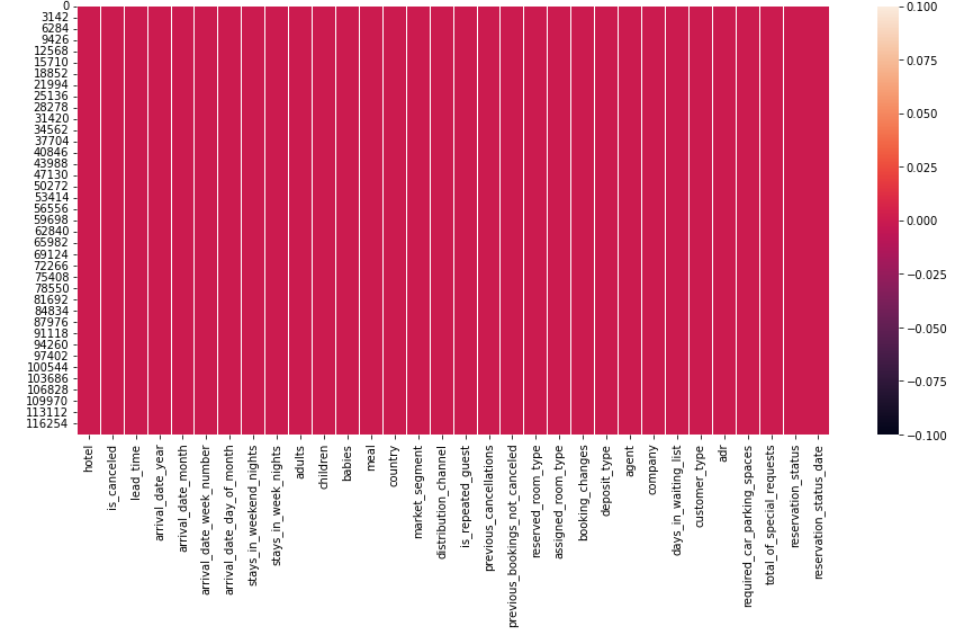 0
3142
6284
9426
12568
15710
18852
21994
25136
28278
31420
34562
37704
40846
43988
47130
50272
53414
56556
59698
62840
65982
69124
72266
75408
78550
81692
84834
87976
91118
94260
97402
100544
103686
106828
109970
113112
116254
hotel
is_canceled
lead_time
arrival_date_year
arrival_date_month
arrival_date_week_number
arrival_date_day_of_month
stays_in_weekend_nights
stays_in_week_nights
adults
children
babies
meal
country
market_segment
distribution_channel
is_repeated_guest
previous_cancellations
previous_bookings_not_canceled
reserved_room_type
assigned_room_type
booking_changes
deposit_type
agent
company
days_in_waiting_list
customer_type
adr
required_car_parking_spaces
total_of_special_requests
reservation_status
reservation_status_date
0.100
0.075
0.050
0.025
0.000
−0.025
−0.050
−0.075
−0.100